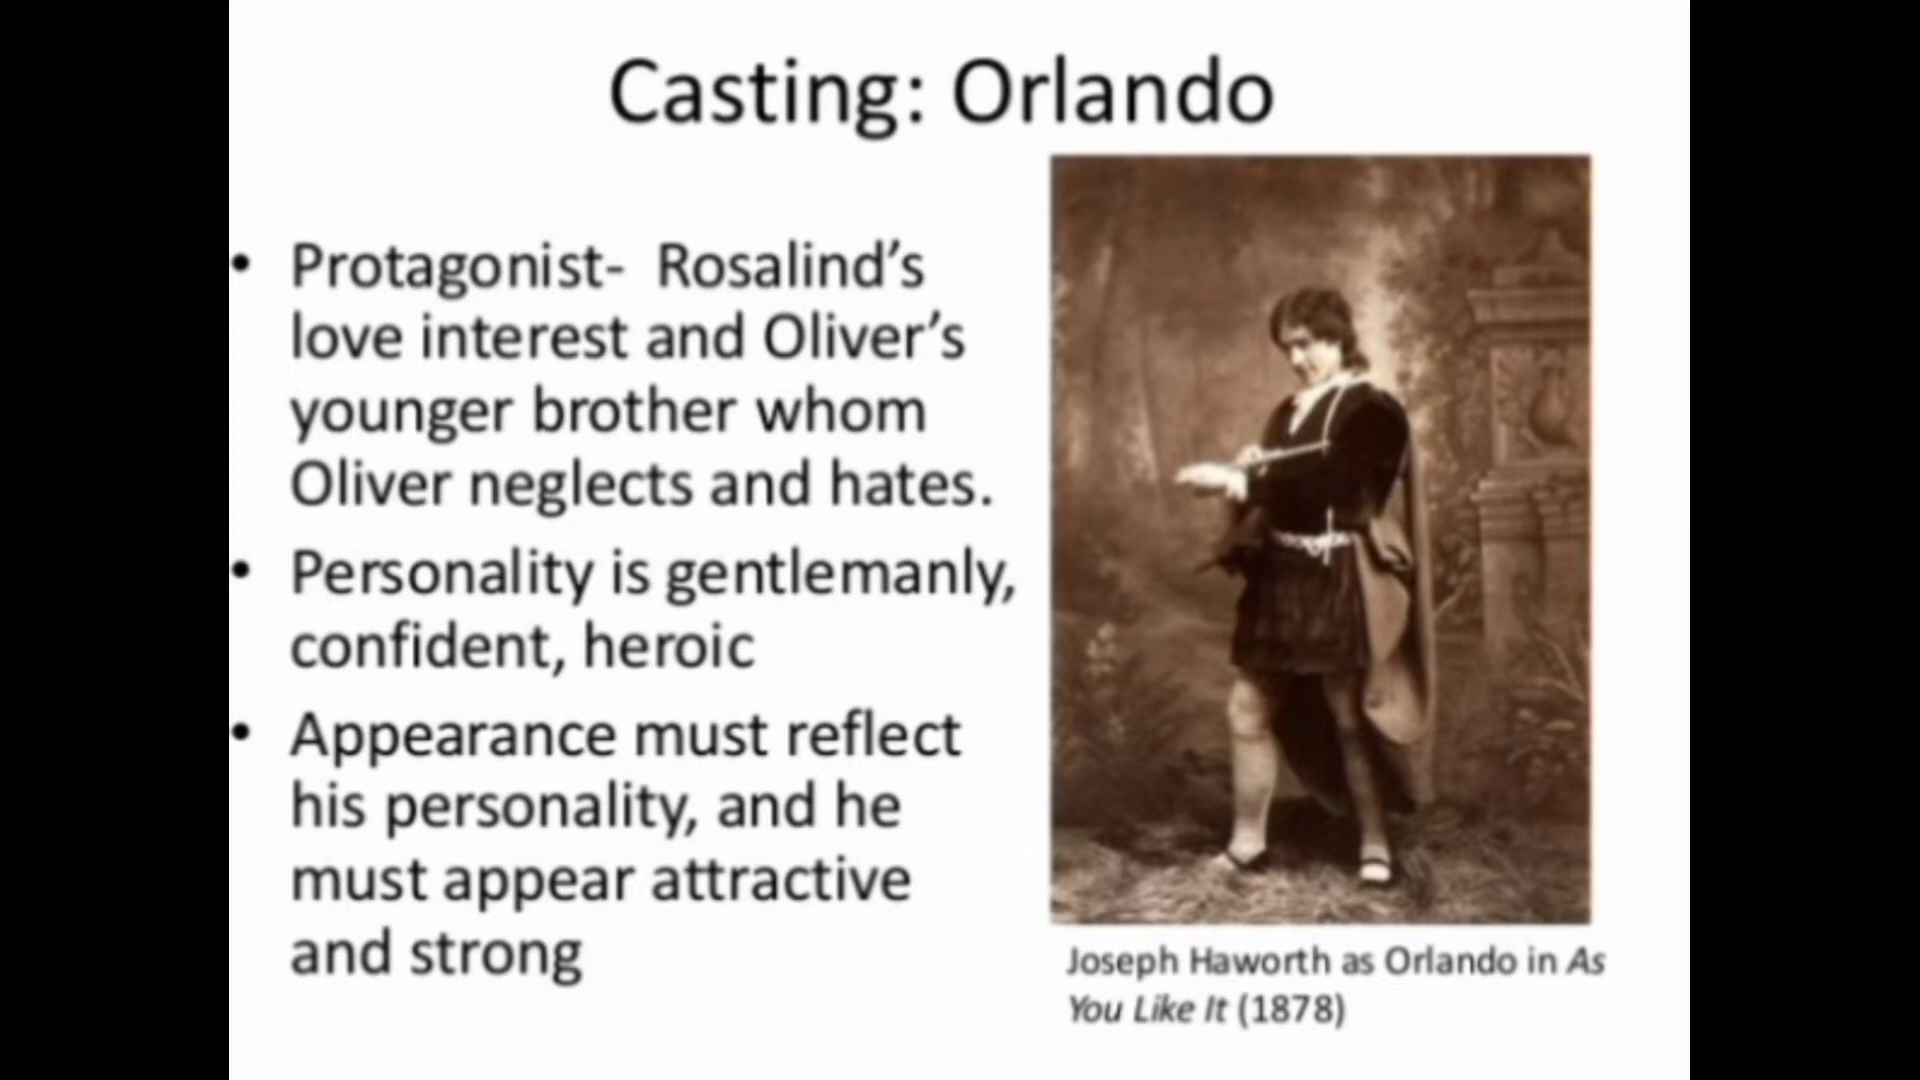 Casting: Orlando
• Protagonist- Rosalind’s
love interest and Oliver’s
younger brother whom
Oliver neglects and hates.
• Personality is gentlemanly,
confident, heroic
• Appearance must reflect
his personality, and he
must appear attractive
and strong
Joseph Haworth as Orlando in As
You Like It (1878)